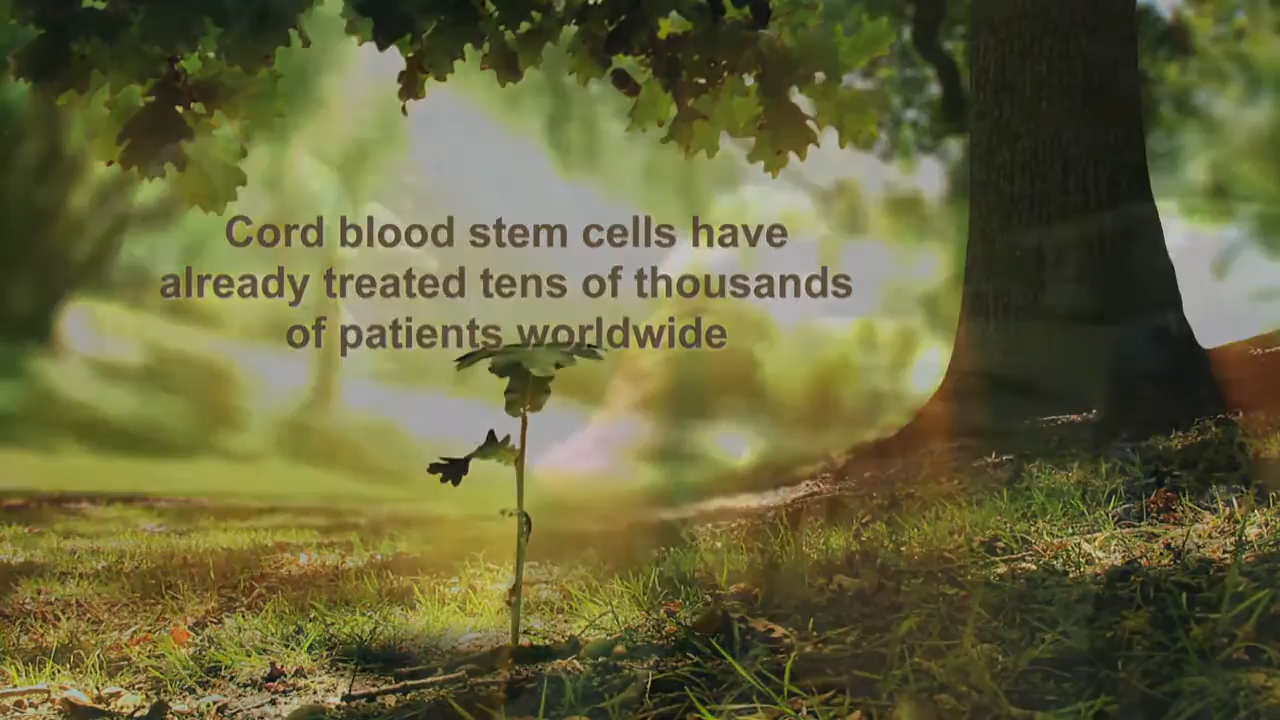 Cord blood stem cells have
already treated tens of thousands
of patients worldwide